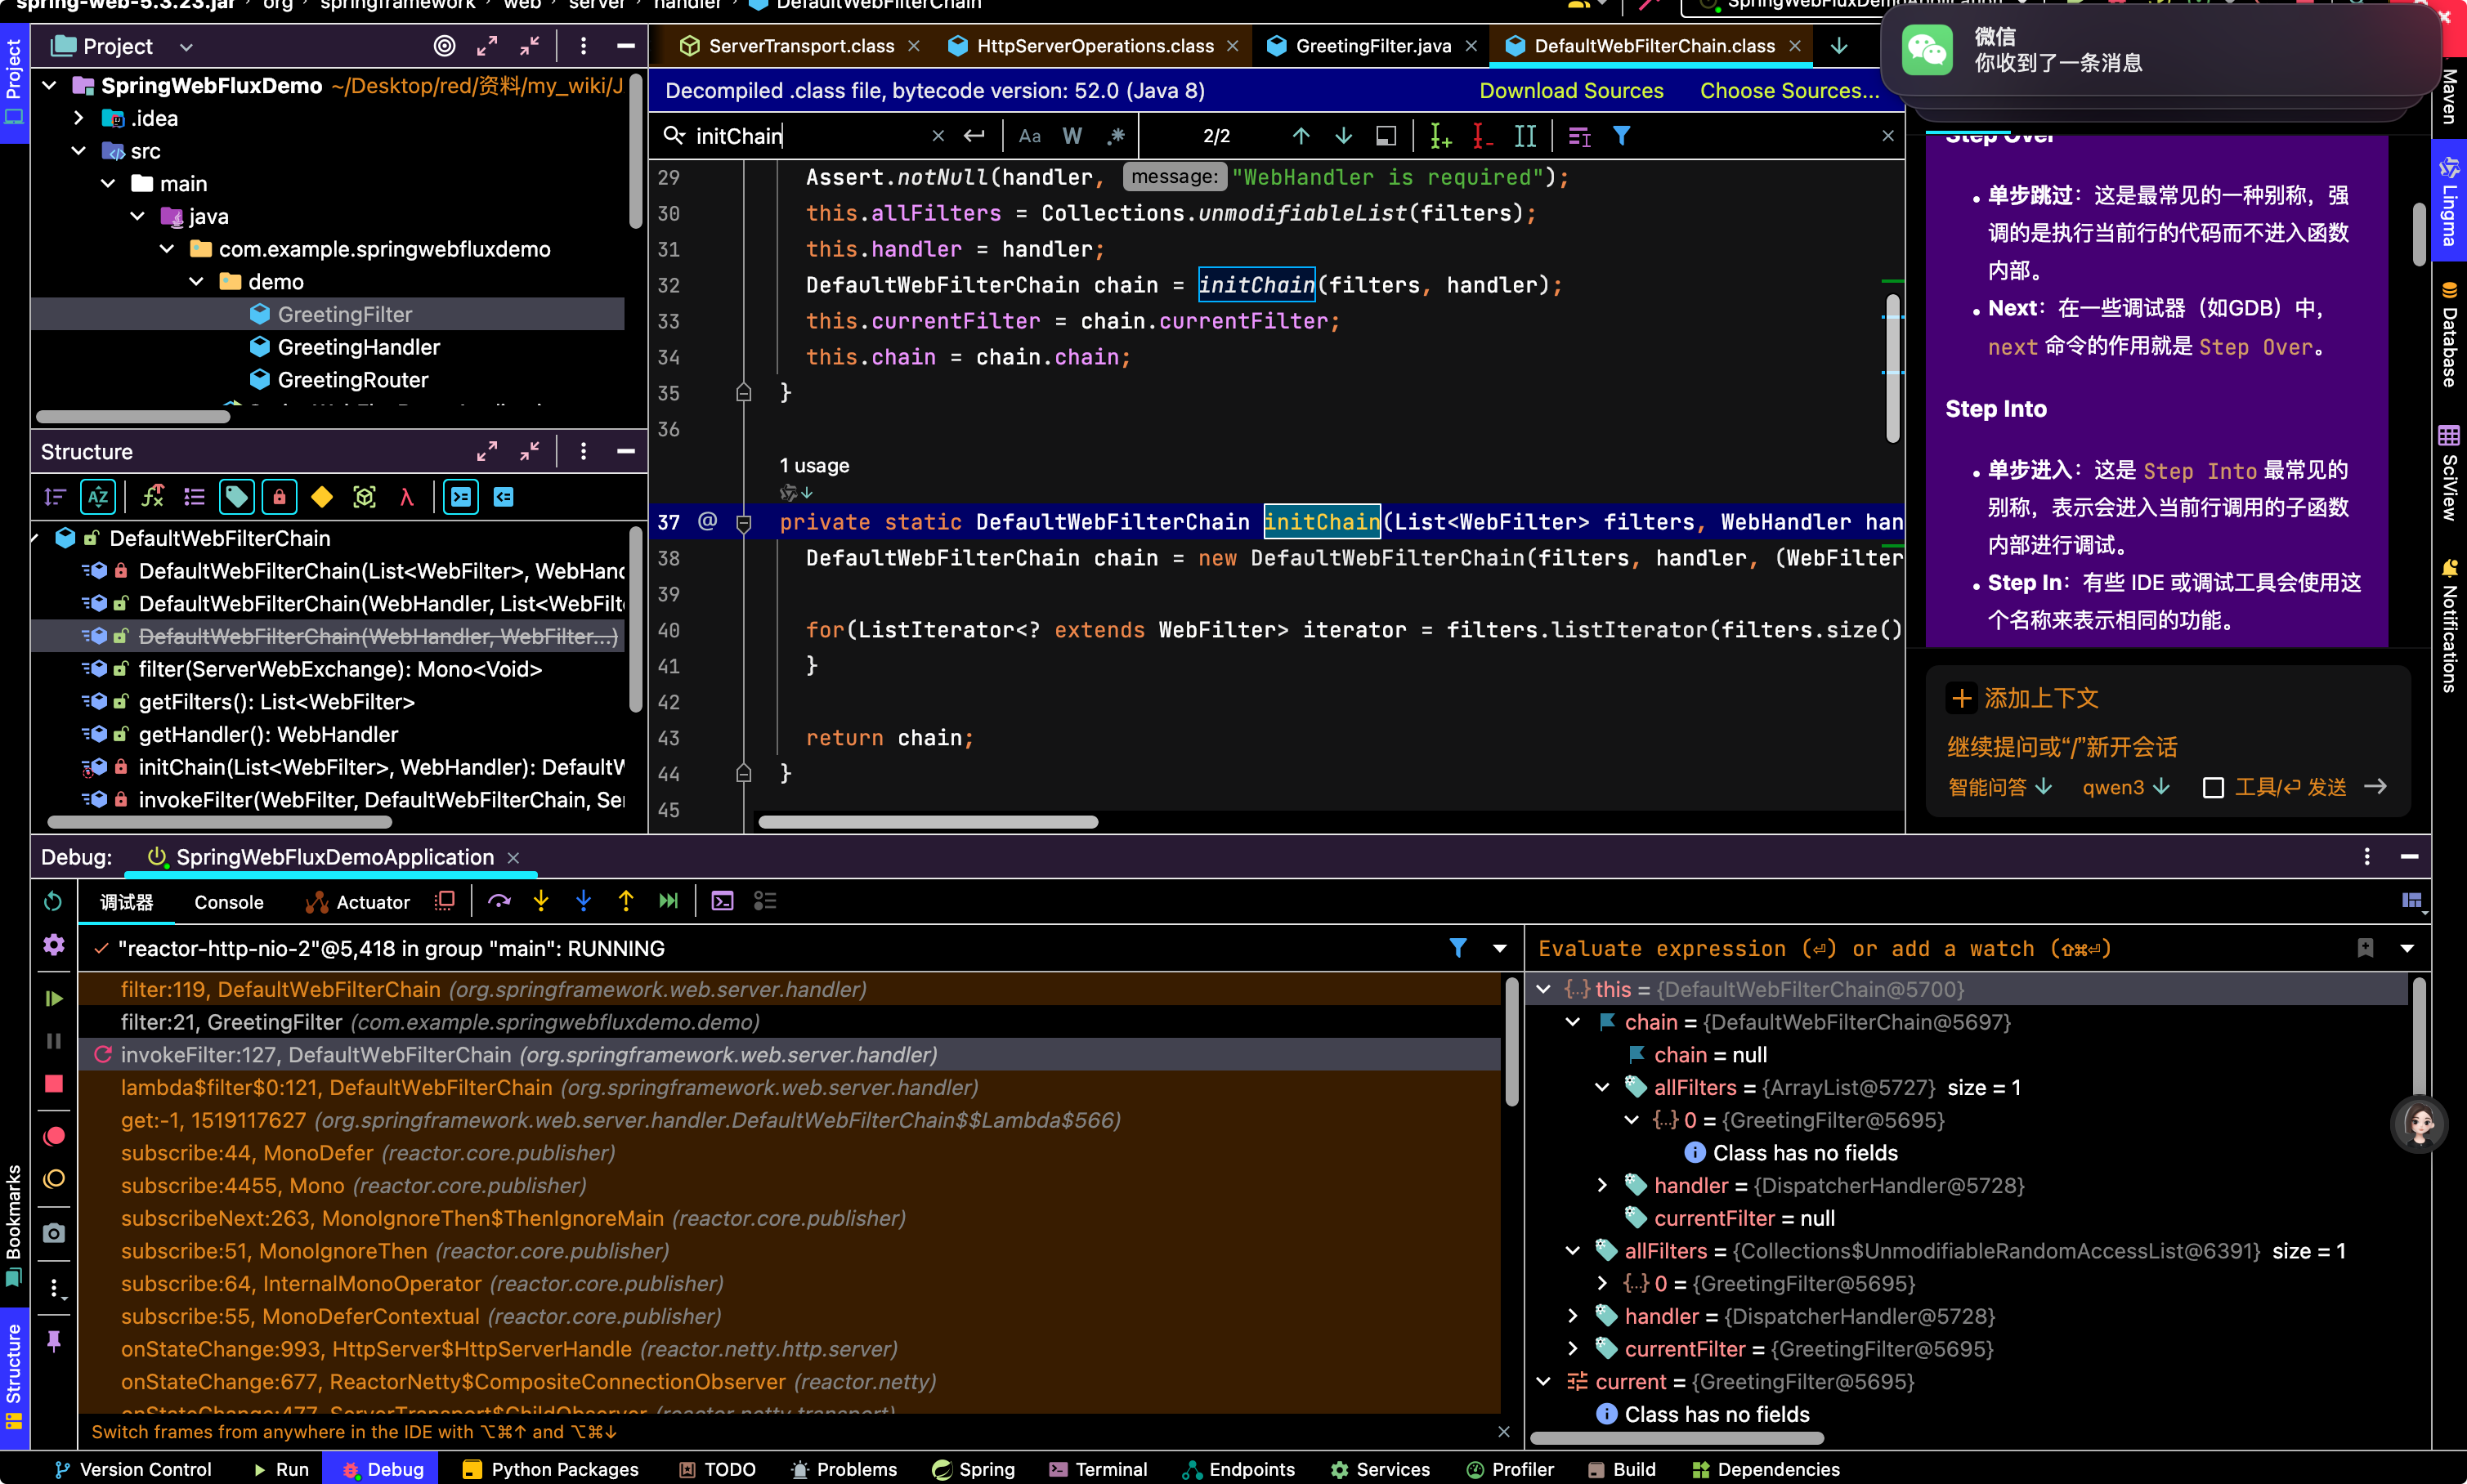 spring-web-5.3.23.jar › org › springframework › web › server › handler › DefaultWebFilterChain
微信
你收到了一条消息
Project
ServerTransport.class
HttpServerOperations.class
GreetingFilter.java
DefaultWebFilterChain.class
SpringWebFluxDemo ~/Desktop/red/资料/my_wiki/J
.idea
src
main
java
com.example.springwebfluxdemo
demo
GreetingFilter
GreetingHandler
GreetingRouter
Decompiled .class file, bytecode version: 52.0 (Java 8)
Download Sources
Choose Sources...
initChain
Aa W .*
2/2
29 Assert.notNull(handler, message: "WebHandler is required");
30 this.allFilters = Collections.unmodifiableList(filters);
31 this.handler = handler;
32 DefaultWebFilterChain chain = initChain(filters, handler);
33 this.currentFilter = chain.currentFilter;
34 this.chain = chain.chain;
35 }
36
1 usage
37 @ private static DefaultWebFilterChain initChain(List<WebFilter> filters, WebHandler han
38 DefaultWebFilterChain chain = new DefaultWebFilterChain(filters, handler, (WebFilter
39
40 for(ListIterator<? extends WebFilter> iterator = filters.listIterator(filters.size()
41 }
42
43 return chain;
44 }
45
Structure
DefaultWebFilterChain
DefaultWebFilterChain(List<WebFilter>, WebHand
DefaultWebFilterChain(WebHandler, List<WebFilt
DefaultWebFilterChain(WebHandler, WebFilter...)
filter(ServerWebExchange): Mono<Void>
getFilters(): List<WebFilter>
getHandler(): WebHandler
initChain(List<WebFilter>, WebHandler): DefaultW
invokeFilter(WebFilter, DefaultWebFilterChain, Ser
Step Over
• 单步跳过：这是最常见的一种别称，强
调的是执行当前行的代码而不进入函数
内部。
• Next：在一些调试器（如GDB）中，
next 命令的作用就是 Step Over。
Step Into
• 单步进入：这是 Step Into 最常见的
别称，表示会进入当前行调用的子函数
内部进行调试。
• Step In：有些 IDE 或调试工具会使用这
个名称来表示相同的功能。
添加上下文
继续提问或“/”新开会话
智能问答
qwen3
工具/⏎ 发送
Maven
Lingma
Database
SciView
Notifications
Project
Bookmarks
Structure
Debug:
SpringWebFluxDemoApplication
调试器
Console
Actuator
"reactor-http-nio-2"@5,418 in group "main": RUNNING
filter:119, DefaultWebFilterChain (org.springframework.web.server.handler)
filter:21, GreetingFilter (com.example.springwebfluxdemo.demo)
invokeFilter:127, DefaultWebFilterChain (org.springframework.web.server.handler)
lambda$filter$0:121, DefaultWebFilterChain (org.springframework.web.server.handler)
get:-1, 1519117627 (org.springframework.web.server.handler.DefaultWebFilterChain$$Lambda$566)
subscribe:44, MonoDefer (reactor.core.publisher)
subscribe:4455, Mono (reactor.core.publisher)
subscribeNext:263, MonoIgnoreThen$ThenIgnoreMain (reactor.core.publisher)
subscribe:51, MonoIgnoreThen (reactor.core.publisher)
subscribe:64, InternalMonoOperator (reactor.core.publisher)
subscribe:55, MonoDeferContextual (reactor.core.publisher)
onStateChange:993, HttpServer$HttpServerHandle (reactor.netty.http.server)
onStateChange:677, ReactorNetty$CompositeConnectionObserver (reactor.netty)
onStateChange:477, ServerTransport$ChildObserver (reactor.netty.transport)
Switch frames from anywhere in the IDE with ⌥⌘↑ and ⌥⌘↓
Evaluate expression (⏎) or add a watch (⇧⌘⏎)
this = {DefaultWebFilterChain@5700}
chain = {DefaultWebFilterChain@5697}
chain = null
allFilters = {ArrayList@5727} size = 1
0 = {GreetingFilter@5695}
Class has no fields
handler = {DispatcherHandler@5728}
currentFilter = null
allFilters = {Collections$UnmodifiableRandomAccessList@6391} size = 1
0 = {GreetingFilter@5695}
handler = {DispatcherHandler@5728}
currentFilter = {GreetingFilter@5695}
current = {GreetingFilter@5695}
Class has no fields
Version Control
Run
Debug
Python Packages
TODO
Problems
Spring
Terminal
Endpoints
Services
Profiler
Build
Dependencies